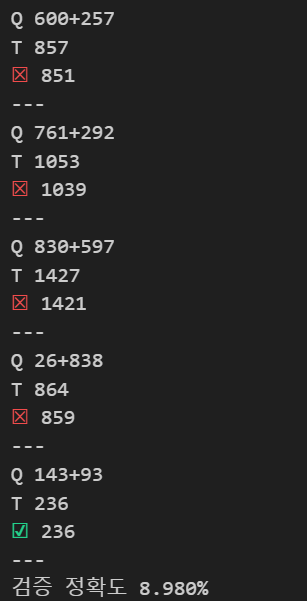 Q 600+257
T 857
☒ 851
---
Q 761+292
T 1053
☒ 1039
---
Q 830+597
T 1427
☒ 1421
---
Q 26+838
T 864
☒ 859
---
Q 143+93
T 236
☑ 236
---
검증 정확도 8.980%